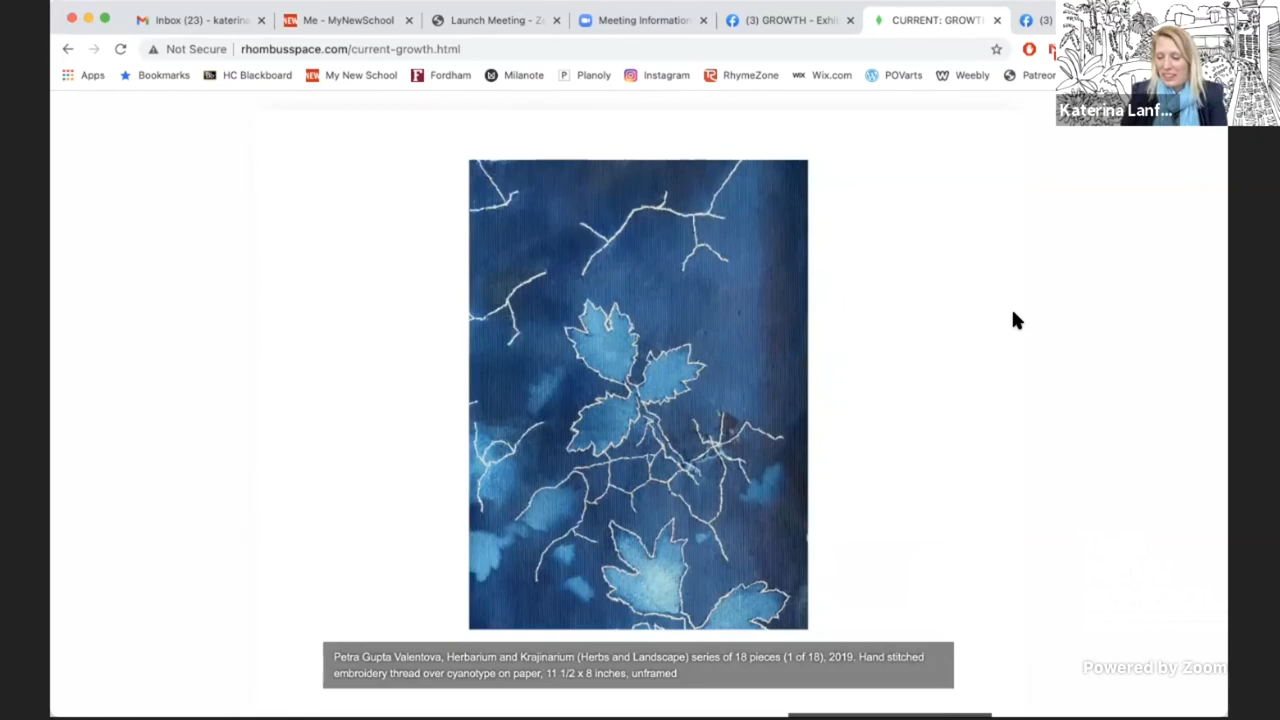 Inbox (23) - katerina
Me - MyNewSchool
Launch Meeting - Z
Meeting Information
(3) GROWTH - Exhi
CURRENT: GROWT
(3)
Not Secure
rhombusspace.com/current-growth.html
Apps
Bookmarks
HC Blackboard
My New School
Fordham
Milanote
Planoly
Instagram
RhymeZone
Wix.com
POVarts
Weebly
Patreon
Katerina Lanf...
Petra Gupta Valentova, Herbarium and Krajinarium (Herbs and Landscape) series of 18 pieces (1 of 18), 2019. Hand stitched
embroidery thread over cyanotype on paper, 11 1/2 x 8 inches, unframed
Powered by Zoom